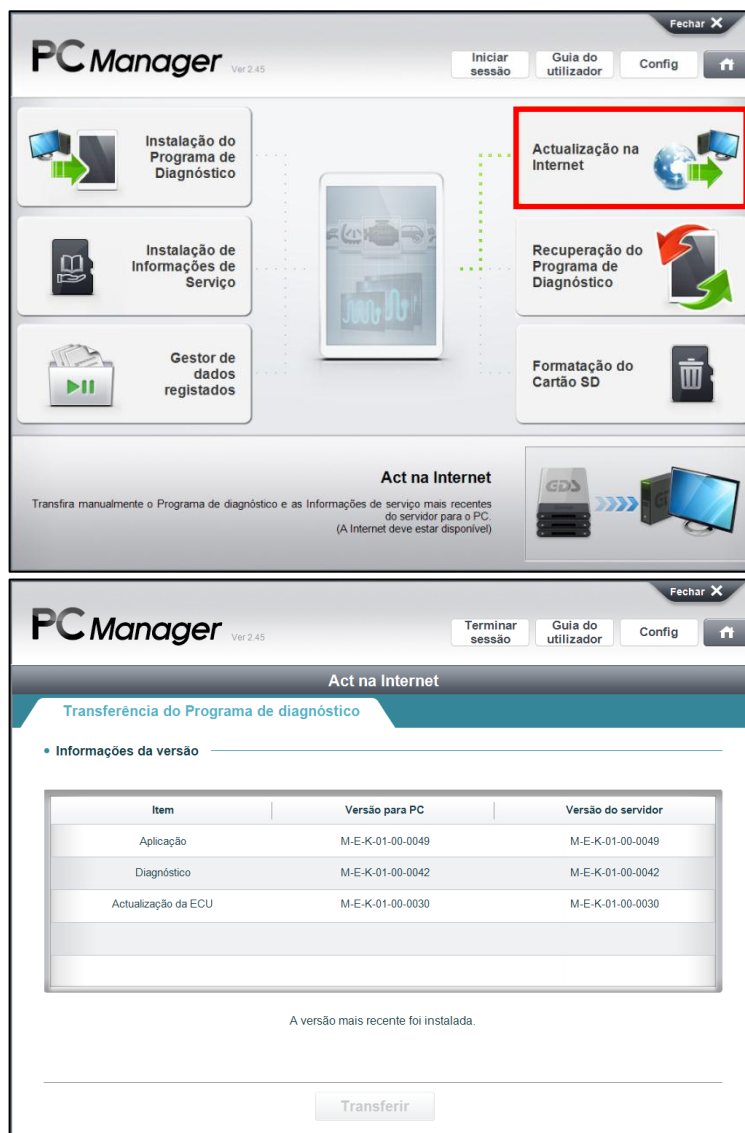 Fechar X
PC Manager Ver 2.45
Iniciar sessão
Guia do utilizador
Config
Instalação do
Programa de
Diagnóstico
Actualização na
Internet
Instalação de
Informações de
Serviço
Recuperação do
Programa de
Diagnóstico
Gestor de
dados
registados
Formatação do
Cartão SD
Act na Internet
Transfira manualmente o Programa de diagnóstico e as Informações de serviço mais recentes
do servidor para o PC.
(A Internet deve estar disponível)
GDS
Fechar X
PC Manager Ver 2.45
Terminar sessão
Guia do utilizador
Config
Act na Internet
Transferência do Programa de diagnóstico
• Informações da versão
Item Versão para PC Versão do servidor
Aplicação M-E-K-01-00-0049 M-E-K-01-00-0049
Diagnóstico M-E-K-01-00-0042 M-E-K-01-00-0042
Actualização da ECU M-E-K-01-00-0030 M-E-K-01-00-0030
A versão mais recente foi instalada.
Transferir